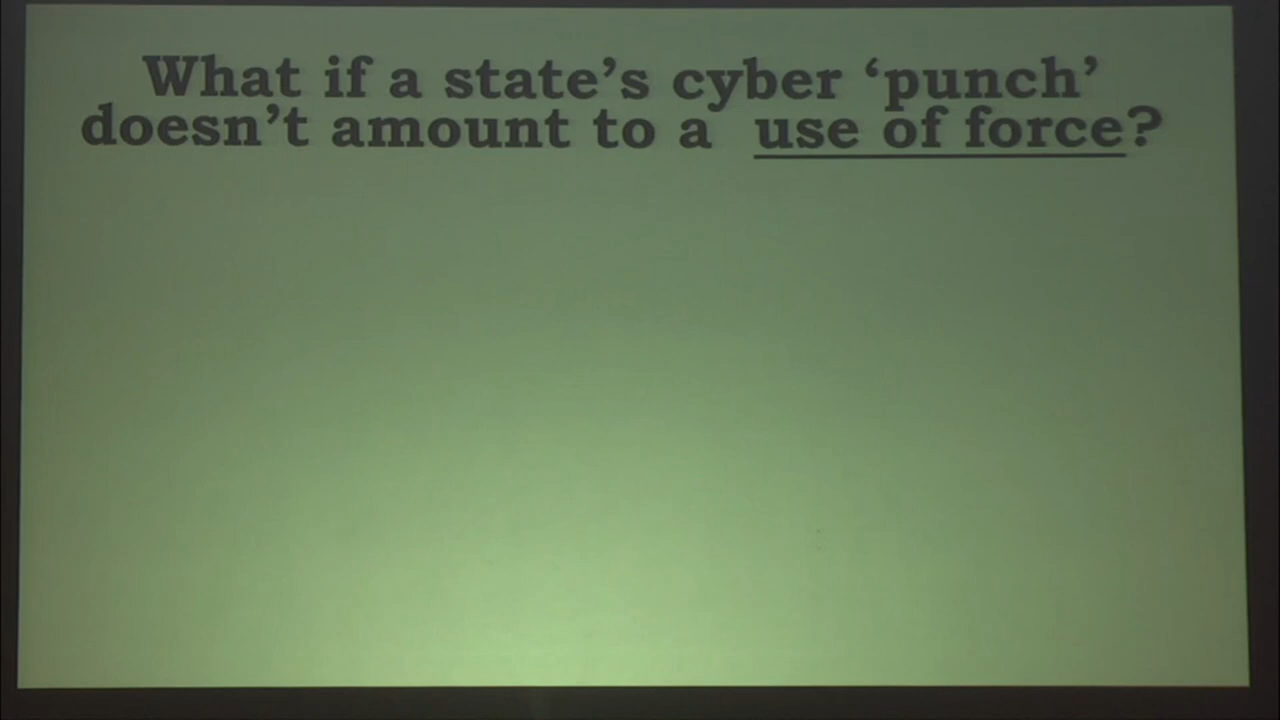 What if a state’s cyber ‘punch’
doesn’t amount to a use of force?